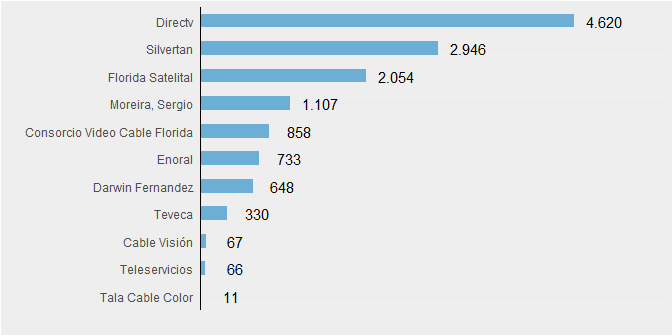 Directv 4.620
Silvertan 2.946
Florida Satelital 2.054
Moreira, Sergio 1.107
Consorcio Video Cable Florida 858
Enoral 733
Darwin Fernandez 648
Teveca 330
Cable Visión 67
Teleservicios 66
Tala Cable Color 11